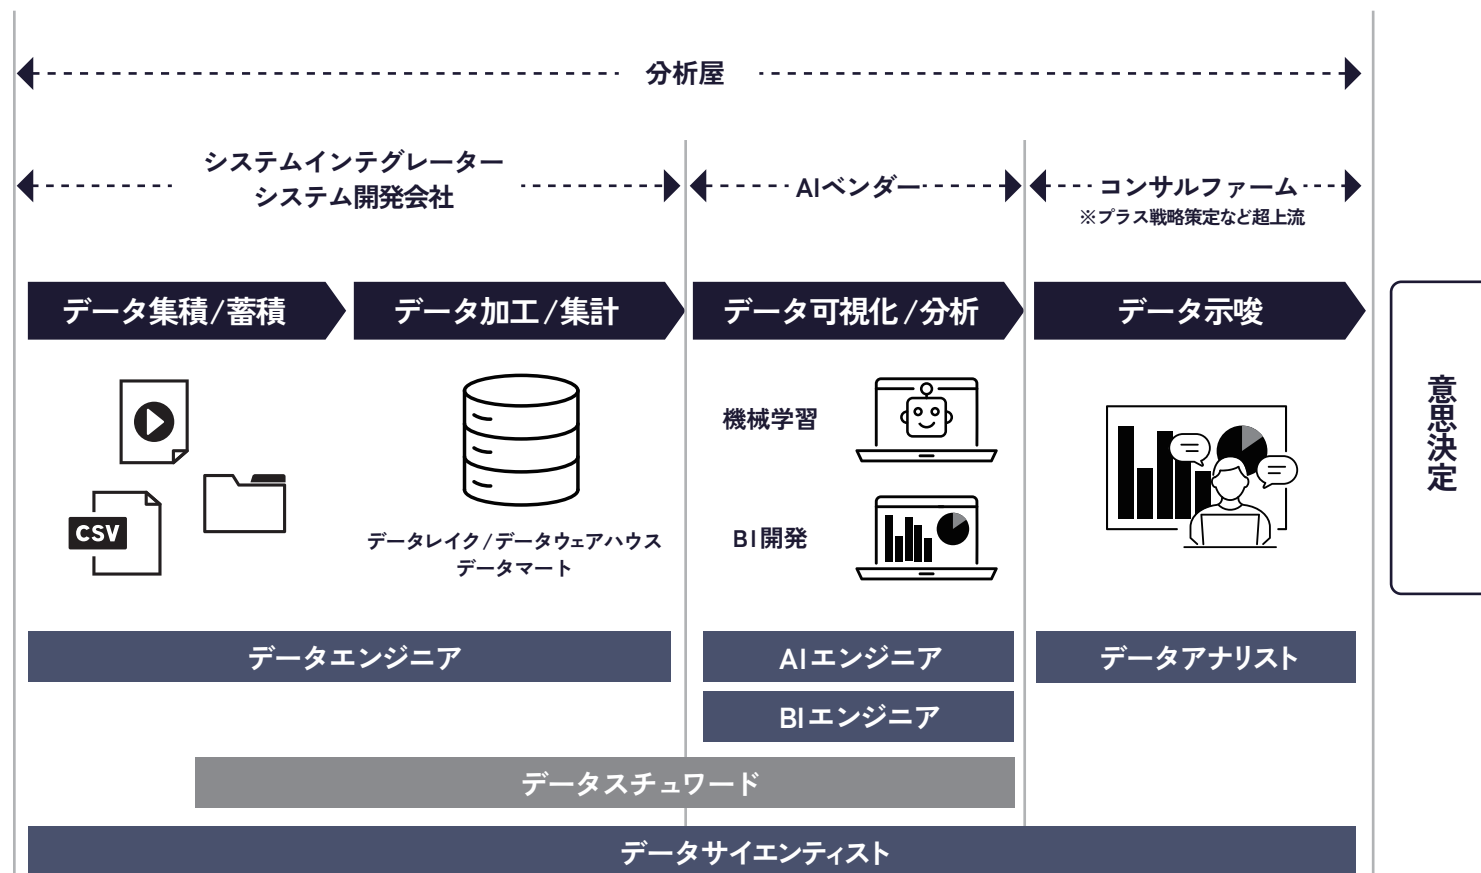 分析屋
システムインテグレーター
システム開発会社
AIベンダー
コンサルファーム
※プラス戦略策定など超上流
データ集積/蓄積
データ加工/集計
データ可視化/分析
データ示唆
CSV
データレイク/データウェアハウス
データマート
機械学習
BI開発
意思決定
データエンジニア
AIエンジニア
データアナリスト
BIエンジニア
データスチュワード
データサイエンティスト